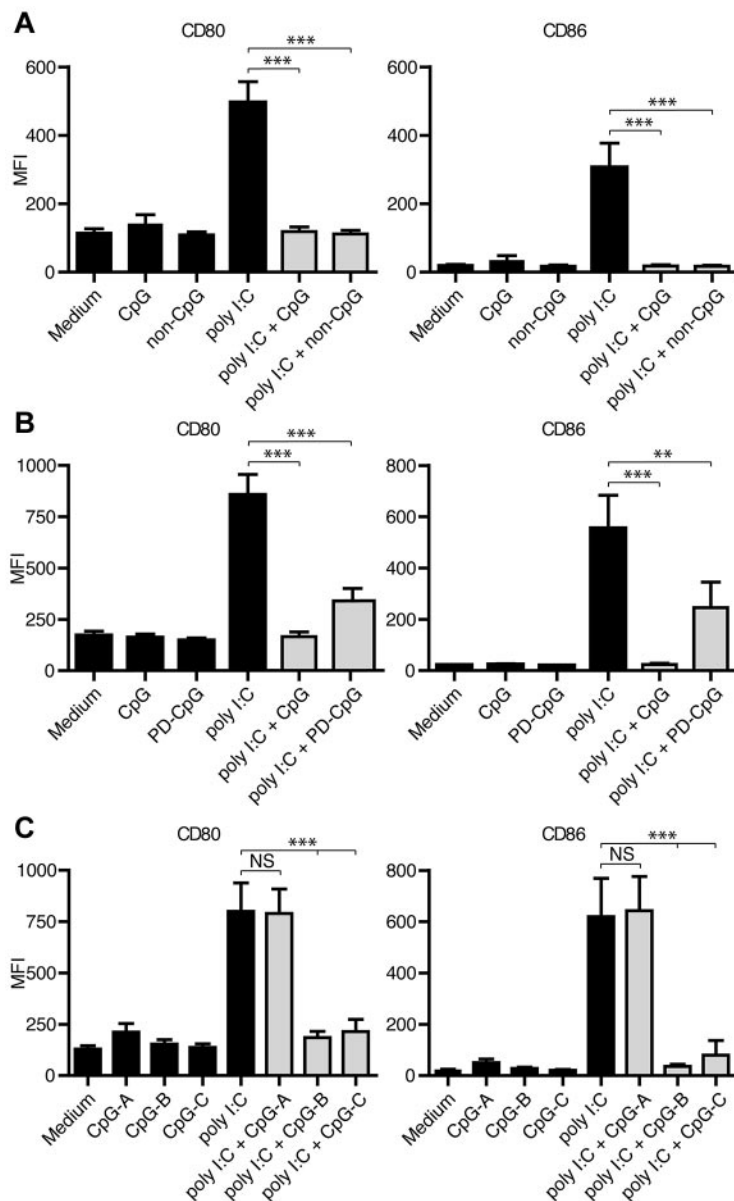 A
CD80
CD86
***
***
***
***
600
400
200
0
MFI
600
400
200
0
Medium
CpG
non-CpG
poly I:C
poly I:C + CpG
poly I:C + non-CpG
Medium
CpG
non-CpG
poly I:C
poly I:C + CpG
poly I:C + non-CpG
B
CD80
CD86
***
***
**
***
1000
750
500
250
0
MFI
800
600
400
200
0
Medium
CpG
PD-CpG
poly I:C
poly I:C + CpG
poly I:C + PD-CpG
Medium
CpG
PD-CpG
poly I:C
poly I:C + CpG
poly I:C + PD-CpG
C
CD80
CD86
***
NS
***
NS
1000
750
500
250
0
MFI
800
600
400
200
0
Medium
CpG-A
CpG-B
CpG-C
poly I:C
poly I:C + CpG-A
poly I:C + CpG-B
poly I:C + CpG-C
Medium
CpG-A
CpG-B
CpG-C
poly I:C
poly I:C + CpG-A
poly I:C + CpG-B
poly I:C + CpG-C